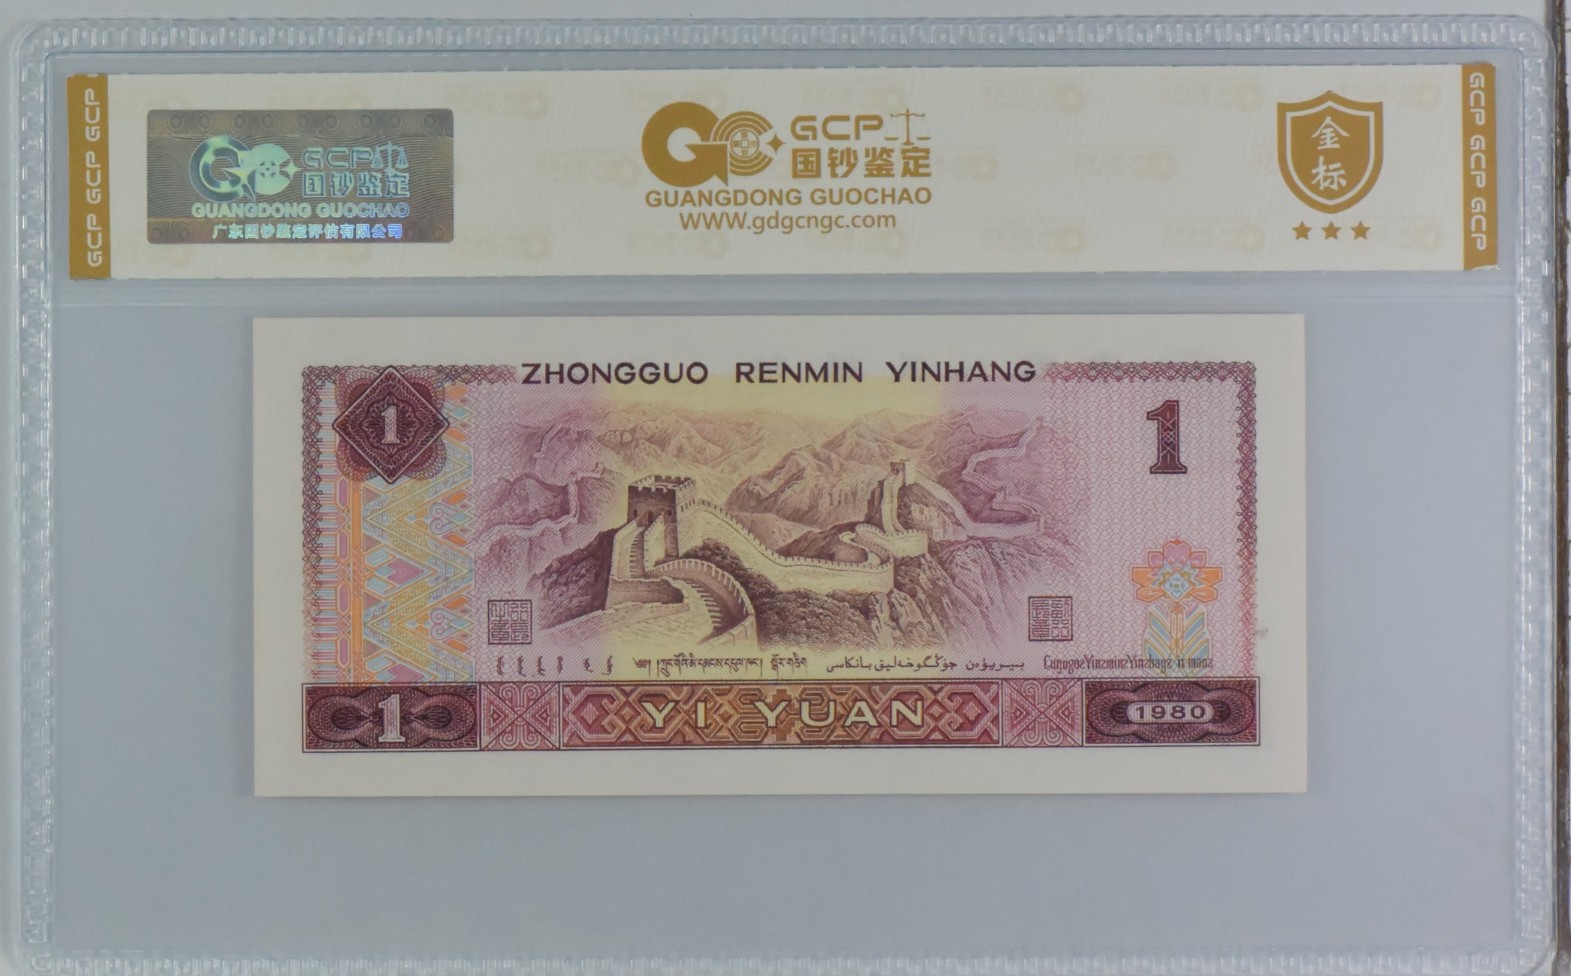 GCP GCP GCP
GCP 国钞鉴定
GUANGDONG GUOCHAO
广东国钞鉴定评估有限公司
GCP
国钞鉴定
GUANGDONG GUOCHAO
WWW.gdgcngc.com
金标
GCP GCP GCP
ZHONGGUO RENMIN YINHANG
1
1
YI YUAN
1
1980